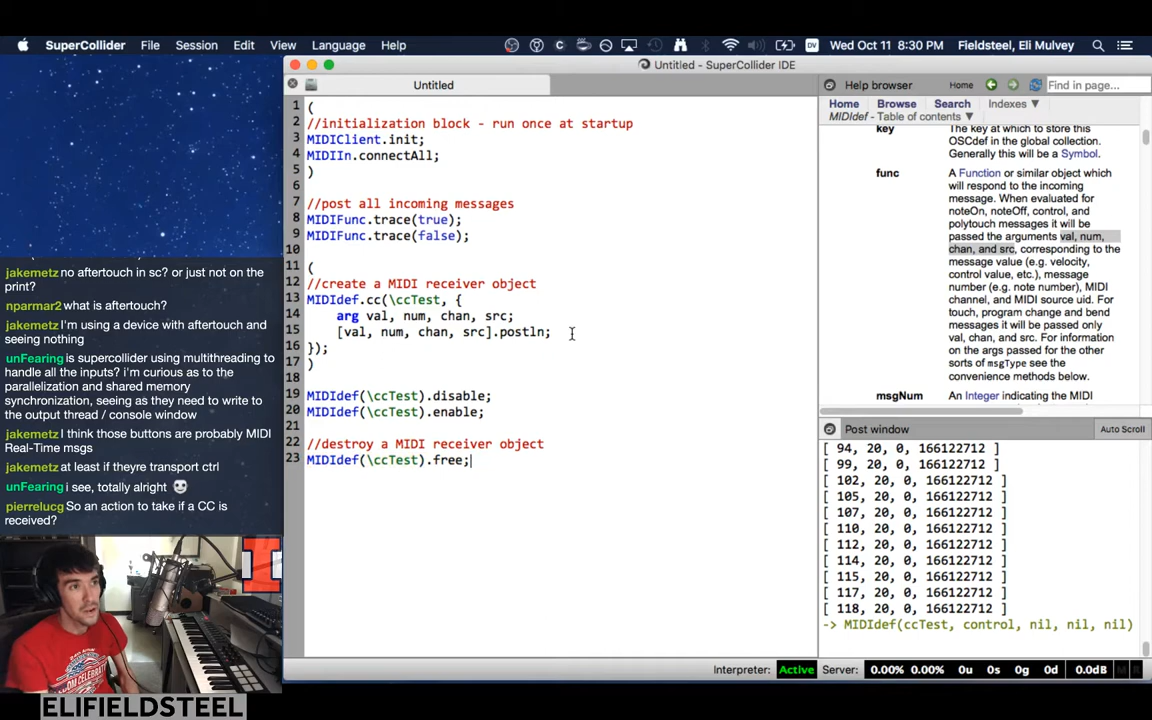 SuperCollider File Session Edit View Language Help
DV Wed Oct 11 8:30 PM Fieldsteel, Eli Mulvey
Untitled - SuperCollider IDE
Untitled
1 (
2 //initialization block - run once at startup
3 MIDIClient.init;
4 MIDIIn.connectAll;
5 )
6
7 //post all incoming messages
8 MIDIFunc.trace(true);
9 MIDIFunc.trace(false);
10
11 (
12 //create a MIDI receiver object
13 MIDIdef.cc(\ccTest, {
14 arg val, num, chan, src;
15 [val, num, chan, src].postln;
16 });
17 )
18
19 MIDIdef(\ccTest).disable;
20 MIDIdef(\ccTest).enable;
21
22 //destroy a MIDI receiver object
23 MIDIdef(\ccTest).free;
Help browser Home Find in page...
Home Browse Search Indexes ▼
MIDIdef - Table of contents ▼
key The key at which to store this
OSCdef in the global collection.
Generally this will be a Symbol.
func A Function or similar object which
will respond to the incoming
message. When evaluated for
noteOn, noteOff, control, and
polytouch messages it will be
passed the arguments val, num,
chan, and src, corresponding to the
message value (e.g. velocity,
control value, etc.), message
number (e.g. note number), MIDI
channel, and MIDI source uid. For
touch, program change and bend
messages it will be passed only
val, chan, and src. For information
on the args passed for the other
sorts of msgType see the
convenience methods below.
msgNum An Integer indicating the MIDI
Post window Auto Scroll
[ 94, 20, 0, 166122712 ]
[ 99, 20, 0, 166122712 ]
[ 102, 20, 0, 166122712 ]
[ 105, 20, 0, 166122712 ]
[ 107, 20, 0, 166122712 ]
[ 110, 20, 0, 166122712 ]
[ 112, 20, 0, 166122712 ]
[ 114, 20, 0, 166122712 ]
[ 115, 20, 0, 166122712 ]
[ 117, 20, 0, 166122712 ]
[ 118, 20, 0, 166122712 ]
-> MIDIdef(ccTest, control, nil, nil, nil)
Interpreter: Active Server: 0.00% 0.00% 0u 0s 0g 0d 0.0dB M R
jakemetz no aftertouch in sc? or just not on the
print?
nparmar2 what is aftertouch?
jakemetz I'm using a device with aftertouch and
seeing nothing
unFearing is supercollider using multithreading to
handle all the inputs? i'm curious as to the
parallelization and shared memory
synchronization, seeing as they need to write to
the output thread / console window
jakemetz I think those buttons are probably MIDI
Real-Time msgs
jakemetz at least if theyre transport ctrl
unFearing i see, totally alright
pierrelucg So an action to take if a CC is
received?
ELIFIELDSTEEL